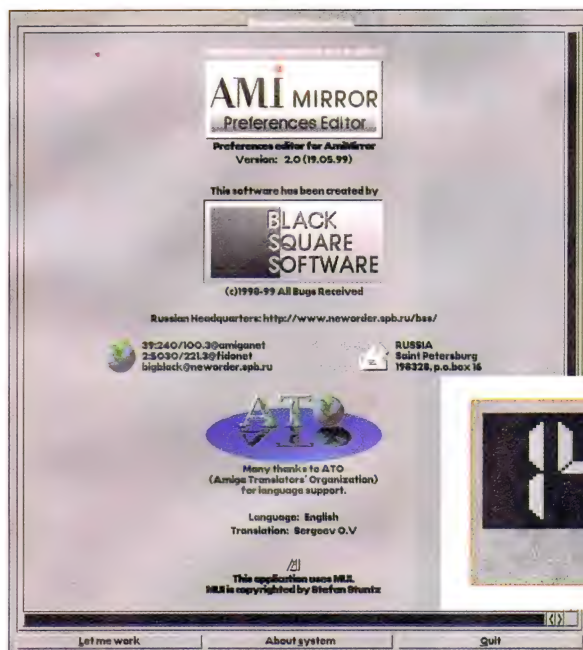 AMI MIRROR
Preferences Editor
Preferences editor for AmiMirror
Version: 2.0 (19.05.99)
This software has been created by
BLACK
SQUARE
SOFTWARE
(c)1998-99 All Bugs Received
Russian Headquarters: http://www.neworder.spb.ru/bss/
39:240/100.3@amiganet
2:5030/221.3@fidonet
bigblack@neworder.spb.ru
RUSSIA
Saint Petersburg
198328, p.o.box 16
ATO
Many thanks to ATO
(Amiga Translators' Organization)
for language support.
Language: English
Translation: Sergeev O.V
This application uses MUI.
MUI is copyrighted by Stefan Stuntz
Let me work
About system
Quit